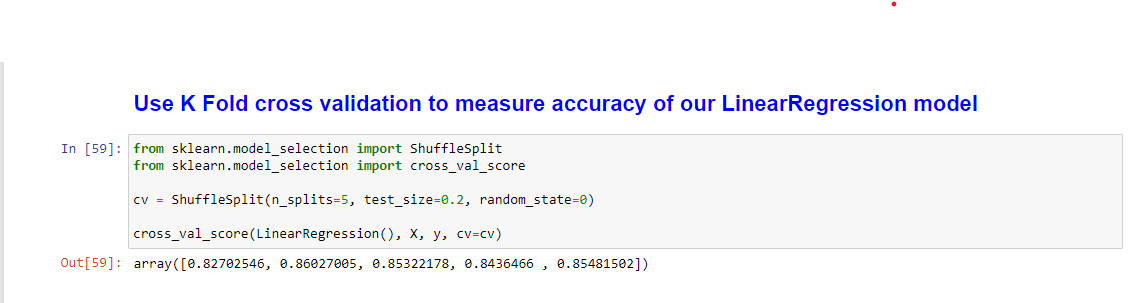 Use K Fold cross validation to measure accuracy of our LinearRegression model
In [59]: from sklearn.model_selection import ShuffleSplit
from sklearn.model_selection import cross_val_score
cv = ShuffleSplit(n_splits=5, test_size=0.2, random_state=0)
cross_val_score(LinearRegression(), X, y, cv=cv)
Out[59]: array([0.82702546, 0.86027005, 0.85322178, 0.8436466 , 0.85481502])